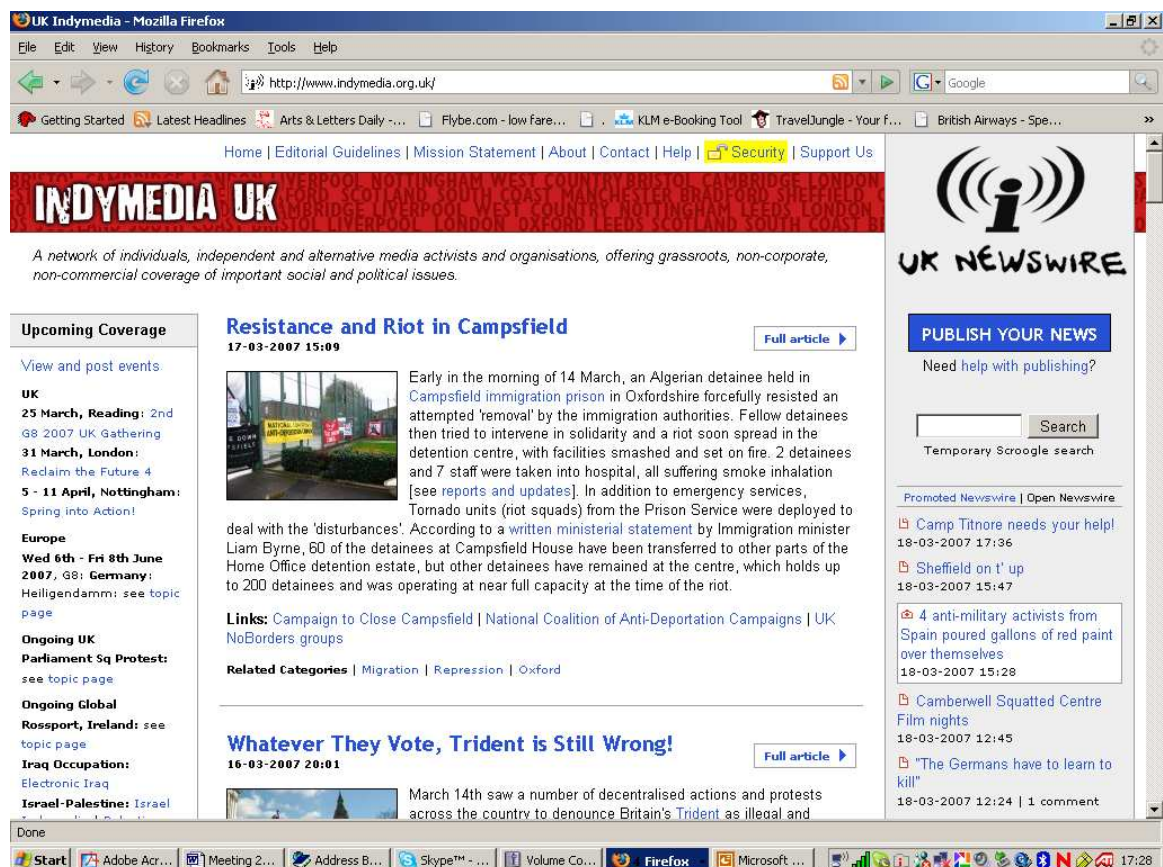 UK Indymedia - Mozilla Firefox
File Edit View History Bookmarks Tools Help
http://www.indymedia.org.uk/
G Google
Getting Started Latest Headlines Arts & Letters Daily -... Flybe.com - low fare... . KLM e-Booking Tool TravelJungle - Your f... British Airways - Spe... »
Home | Editorial Guidelines | Mission Statement | About | Contact | Help | Security | Support Us
INDYMEDIA UK
A network of individuals, independent and alternative media activists and organisations, offering grassroots, non-corporate,
non-commercial coverage of important social and political issues.
Upcoming Coverage
View and post events
UK
25 March, Reading: 2nd
G8 2007 UK Gathering
31 March, London:
Reclaim the Future 4
5 - 11 April, Nottingham:
Spring into Action!
Europe
Wed 6th - Fri 8th June
2007, G8: Germany:
Heiligendamm: see topic
page
Ongoing UK
Parliament Sq Protest:
see topic page
Ongoing Global
Rossport, Ireland: see
topic page
Iraq Occupation:
Electronic Iraq
Israel-Palestine: Israel
Resistance and Riot in Campsfield
17-03-2007 15:09
Full article
Early in the morning of 14 March, an Algerian detainee held in
Campsfield immigration prison in Oxfordshire forcefully resisted an
attempted 'removal' by the immigration authorities. Fellow detainees
then tried to intervene in solidarity and a riot soon spread in the
detention centre, with facilities smashed and set on fire. 2 detainees
and 7 staff were taken into hospital, all suffering smoke inhalation
[see reports and updates]. In addition to emergency services,
Tornado units (riot squads) from the Prison Service were deployed to
deal with the 'disturbances'. According to a written ministerial statement by Immigration minister
Liam Byrne, 60 of the detainees at Campsfield House have been transferred to other parts of the
Home Office detention estate, but other detainees have remained at the centre, which holds up
to 200 detainees and was operating at near full capacity at the time of the riot.
Links: Campaign to Close Campsfield | National Coalition of Anti-Deportation Campaigns | UK
NoBorders groups
Related Categories | Migration | Repression | Oxford
Whatever They Vote, Trident is Still Wrong!
16-03-2007 20:01
Full article
March 14th saw a number of decentralised actions and protests
across the country to denounce Britain's Trident as illegal and
UK NEWSWIRE
PUBLISH YOUR NEWS
Need help with publishing?
Search
Temporary Scroogle search
Promoted Newswire | Open Newswire
Camp Titnore needs your help!
18-03-2007 17:36
Sheffield on t' up
18-03-2007 15:47
4 anti-military activists from
Spain poured gallons of red paint
over themselves
18-03-2007 15:28
Camberwell Squatted Centre
Film nights
18-03-2007 12:45
"The Germans have to learn to
kill"
18-03-2007 12:24 | 1 comment
Done
Start Adobe Acr... Meeting 2... Address B... Skype™ - ... Volume Co... Firefox Microsoft ... 17:28